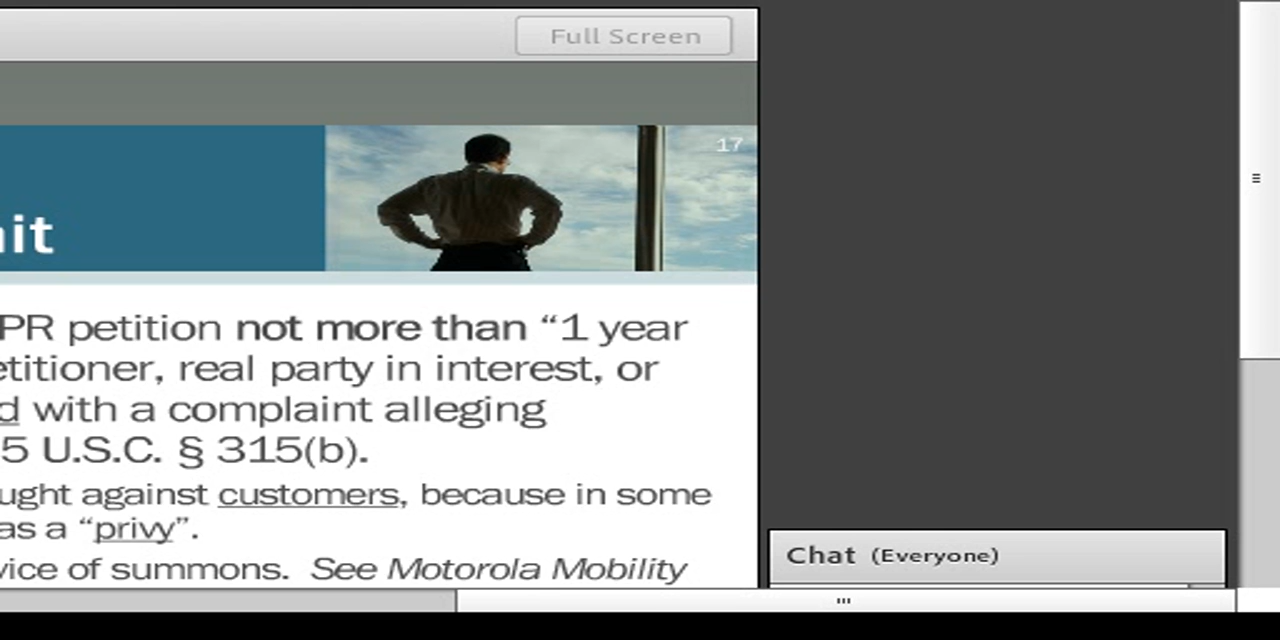 Full Screen
17
it
PR petition not more than “1 year
etitioner, real party in interest, or
d with a complaint alleging
5 U.S.C. § 315(b).
ught against customers, because in some
as a “privy”.
vice of summons. See Motorola Mobility
Chat (Everyone)